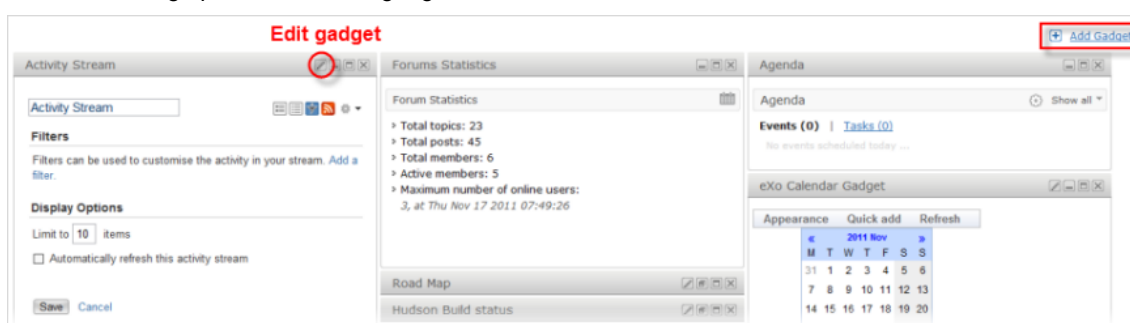 Edit gadget
Add Gadget
Activity Stream
Activity Stream
Filters
Filters can be used to customise the activity in your stream. Add a
filter.
Display Options
Limit to 10 items
Automatically refresh this activity stream
Save Cancel
Forums Statistics
Forum Statistics
Total topics: 23
Total posts: 45
Total members: 6
Active members: 5
Maximum number of online users:
3, at Thu Nov 17 2011 07:49:26
Road Map
Hudson Build status
Agenda
Agenda Show all
Events (0) | Tasks (0)
No events scheduled today ...
eXo Calendar Gadget
Appearance Quick add Refresh
« 2011 Nov »
M T W T F S S
31 1 2 3 4 5 6
7 8 9 10 11 12 13
14 15 16 17 18 19 20